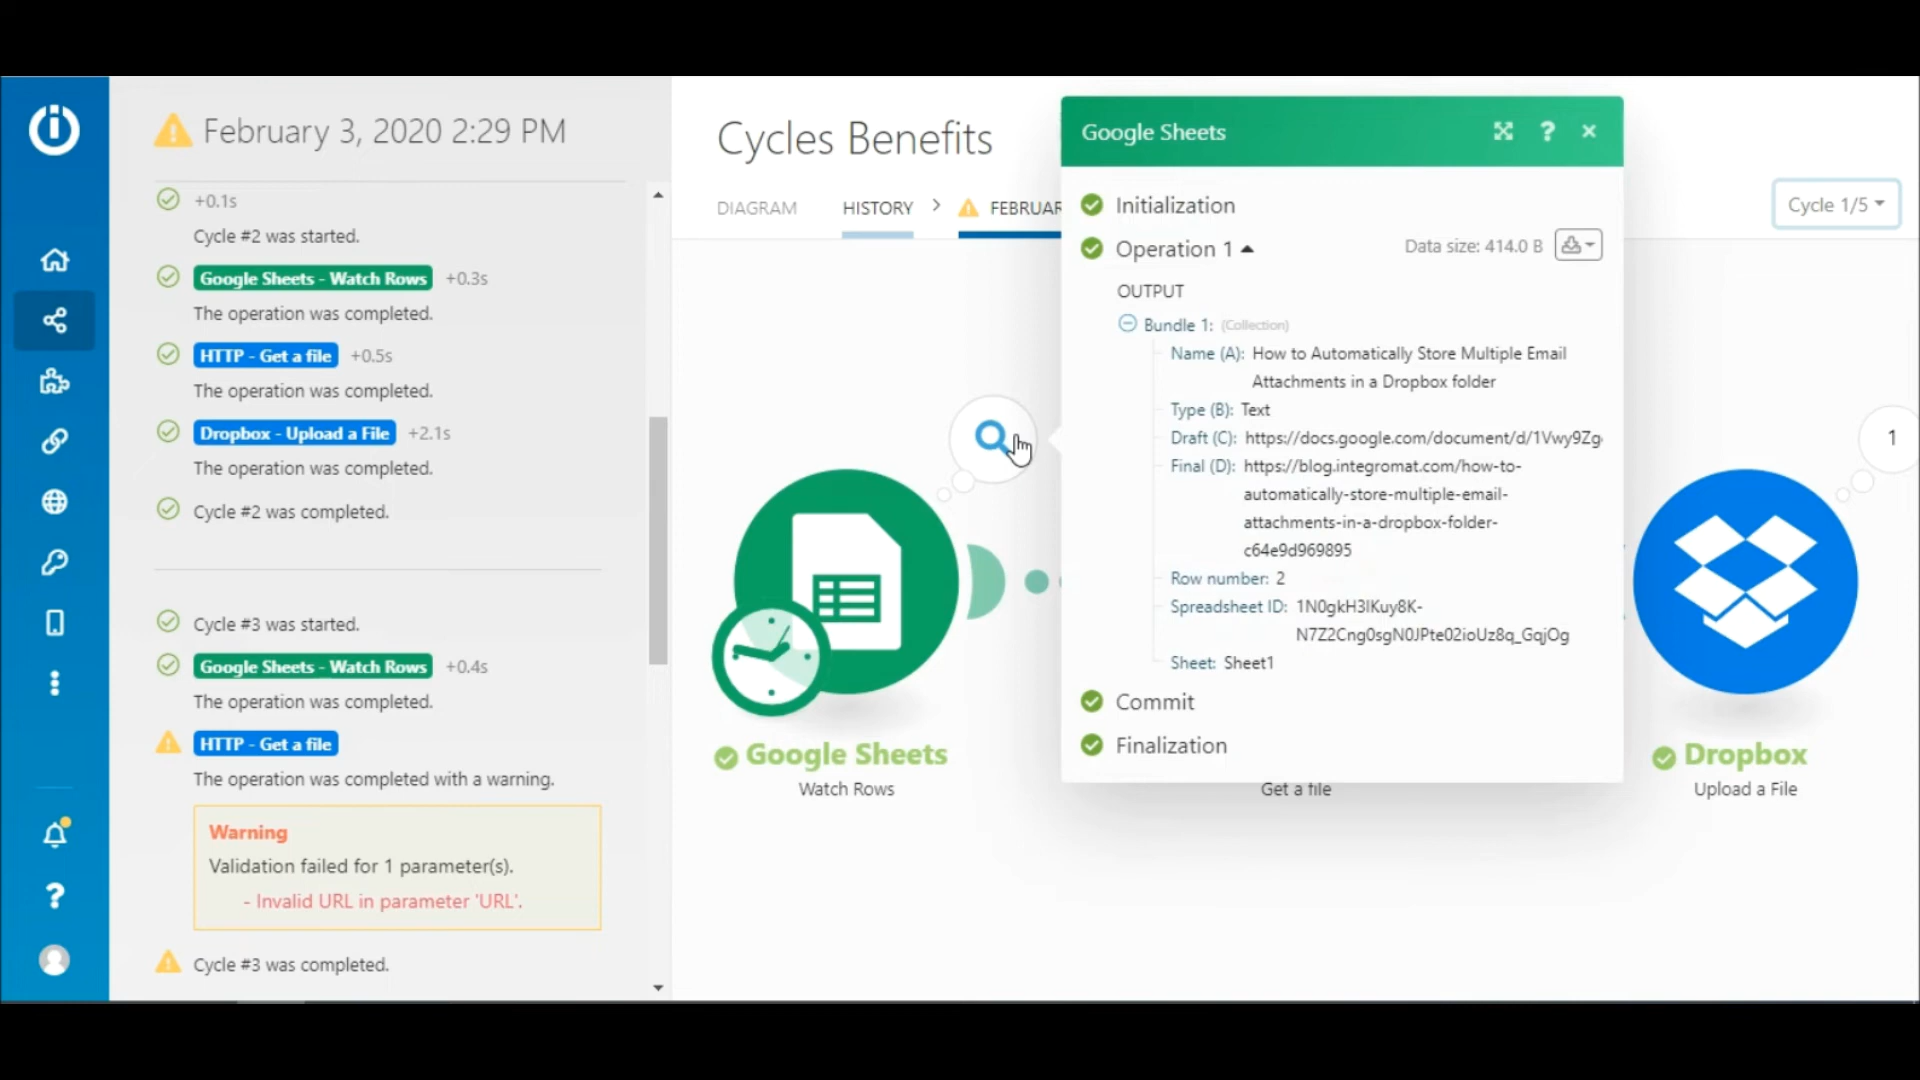 February 3, 2020 2:29 PM
+0.1s
Cycle #2 was started.
Google Sheets - Watch Rows +0.3s
The operation was completed.
HTTP - Get a file +0.5s
The operation was completed.
Dropbox - Upload a File +2.1s
The operation was completed.
Cycle #2 was completed.
Cycle #3 was started.
Google Sheets - Watch Rows +0.4s
The operation was completed.
HTTP - Get a file
The operation was completed with a warning.
Warning
Validation failed for 1 parameter(s).
- Invalid URL in parameter 'URL'.
Cycle #3 was completed.
Cycles Benefits
DIAGRAM HISTORY FEBRUAR
Cycle 1/5
Google Sheets
Initialization
Operation 1 Data size: 414.0 B
OUTPUT
Bundle 1: (Collection)
Name (A): How to Automatically Store Multiple Email
Attachments in a Dropbox folder
Type (B): Text
Draft (C): https://docs.google.com/document/d/1Vwy9Zg
Final (D): https://blog.integromat.com/how-to-
automatically-store-multiple-email-
attachments-in-a-dropbox-folder-
c64e9d969895
Row number: 2
Spreadsheet ID: 1N0gkH3IKuy8K-
N7Z2Cng0sgN0JPte02ioUz8q_GqjOg
Sheet: Sheet1
Commit
Finalization
1
Google Sheets
Watch Rows
Get a file
Dropbox
Upload a File